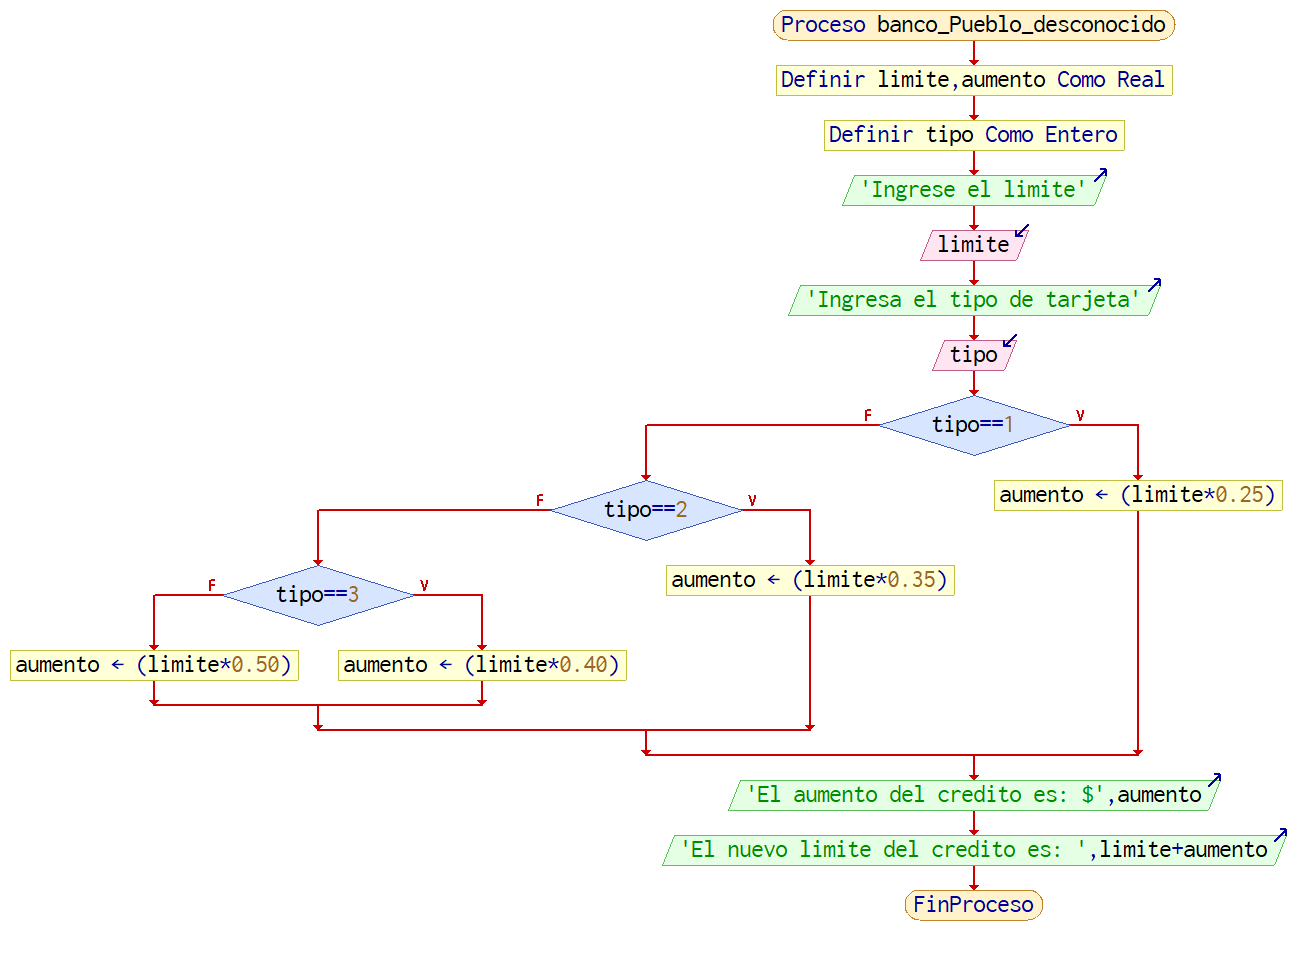 Proceso banco_Pueblo_desconocido
Definir limite,aumento Como Real
Definir tipo Como Entero
'Ingrese el limite'
limite
'Ingresa el tipo de tarjeta'
tipo
F
tipo==1
V
F
tipo==2
V
aumento ← (limite*0.25)
F
tipo==3
V
aumento ← (limite*0.35)
aumento ← (limite*0.50)
aumento ← (limite*0.40)
'El aumento del credito es: $',aumento
'El nuevo limite del credito es: ',limite+aumento
FinProceso